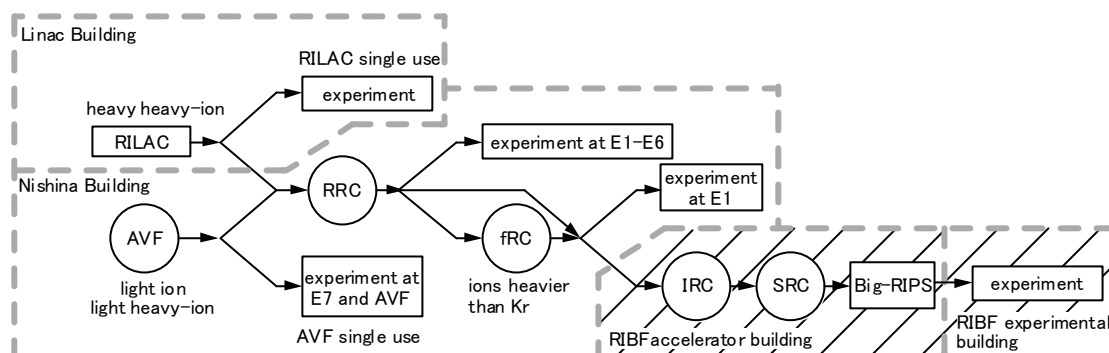 Linac Building
RILAC single use
experiment
heavy heavy-ion
RILAC
experiment at E1-E6
Nishina Building
RRC
experiment
at E1
AVF
fRC
light ion
light heavy-ion
experiment at
E7 and AVF
AVF single use
ions heavier
than Kr
IRC
SRC
Big-RIPS
experiment
RIBF accelerator building
RIBF experimental
building